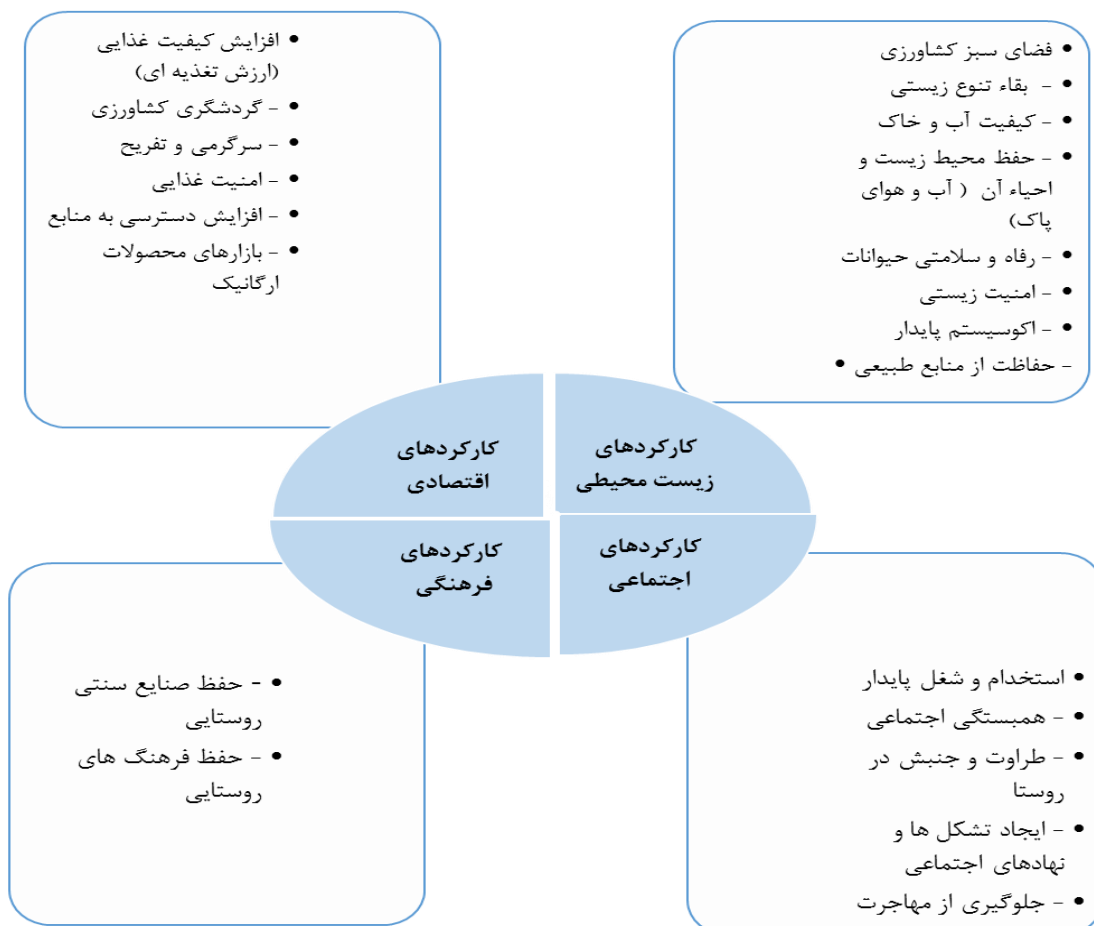 • فضای سبز کشاورزی
• - بقاء تنوع زیستی
• - کیفیت آب و خاک
• - حفظ محیط زیست و
احیاء آن ( آب و هوای
پاک)
• - رفاه و سلامتی حیوانات
• - امنیت زیستی
• - اکوسیستم پایدار
- حفاظت از منابع طبیعی •
• افزایش کیفیت غذایی
(ارزش تغذیه ای)
• - گردشگری کشاورزی
• - سرگرمی و تفریح
• - امنیت غذایی
• - افزایش دسترسی به منابع
• - بازارهای محصولات
ارگانیک
کارکردهای
زیست محیطی
کارکردهای
اقتصادی
کارکردهای
اجتماعی
کارکردهای
فرهنگی
• استخدام و شغل پایدار
• - همبستگی اجتماعی
• - طراوت و جنبش در
روستا
• - ایجاد تشکل ها و
نهادهای اجتماعی
• - جلوگیری از مهاجرت
• - حفظ صنایع سنتی
روستایی
• - حفظ فرهنگ های
روستایی